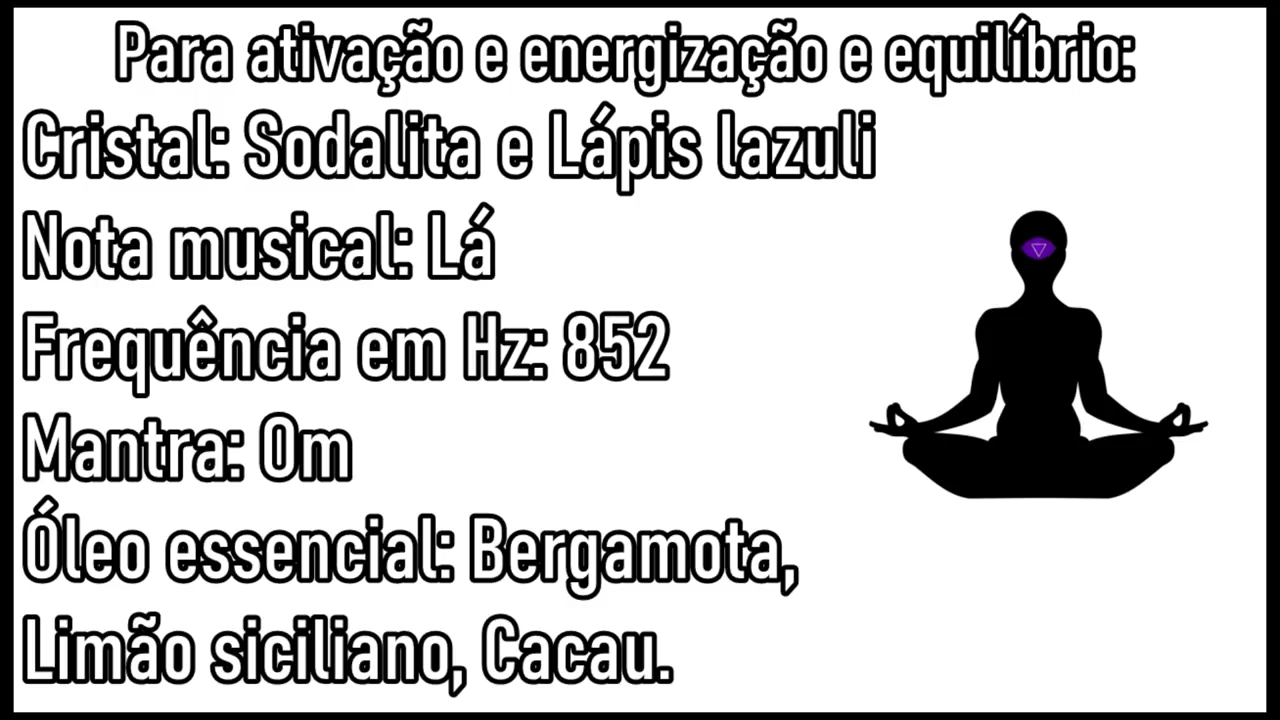 Para ativação e energização e equilíbrio:
Cristal: Sodalita e Lápis lazuli
Nota musical: Lá
Frequência em Hz: 852
Mantra: Om
Óleo essencial: Bergamota,
Limão siciliano, Cacau.